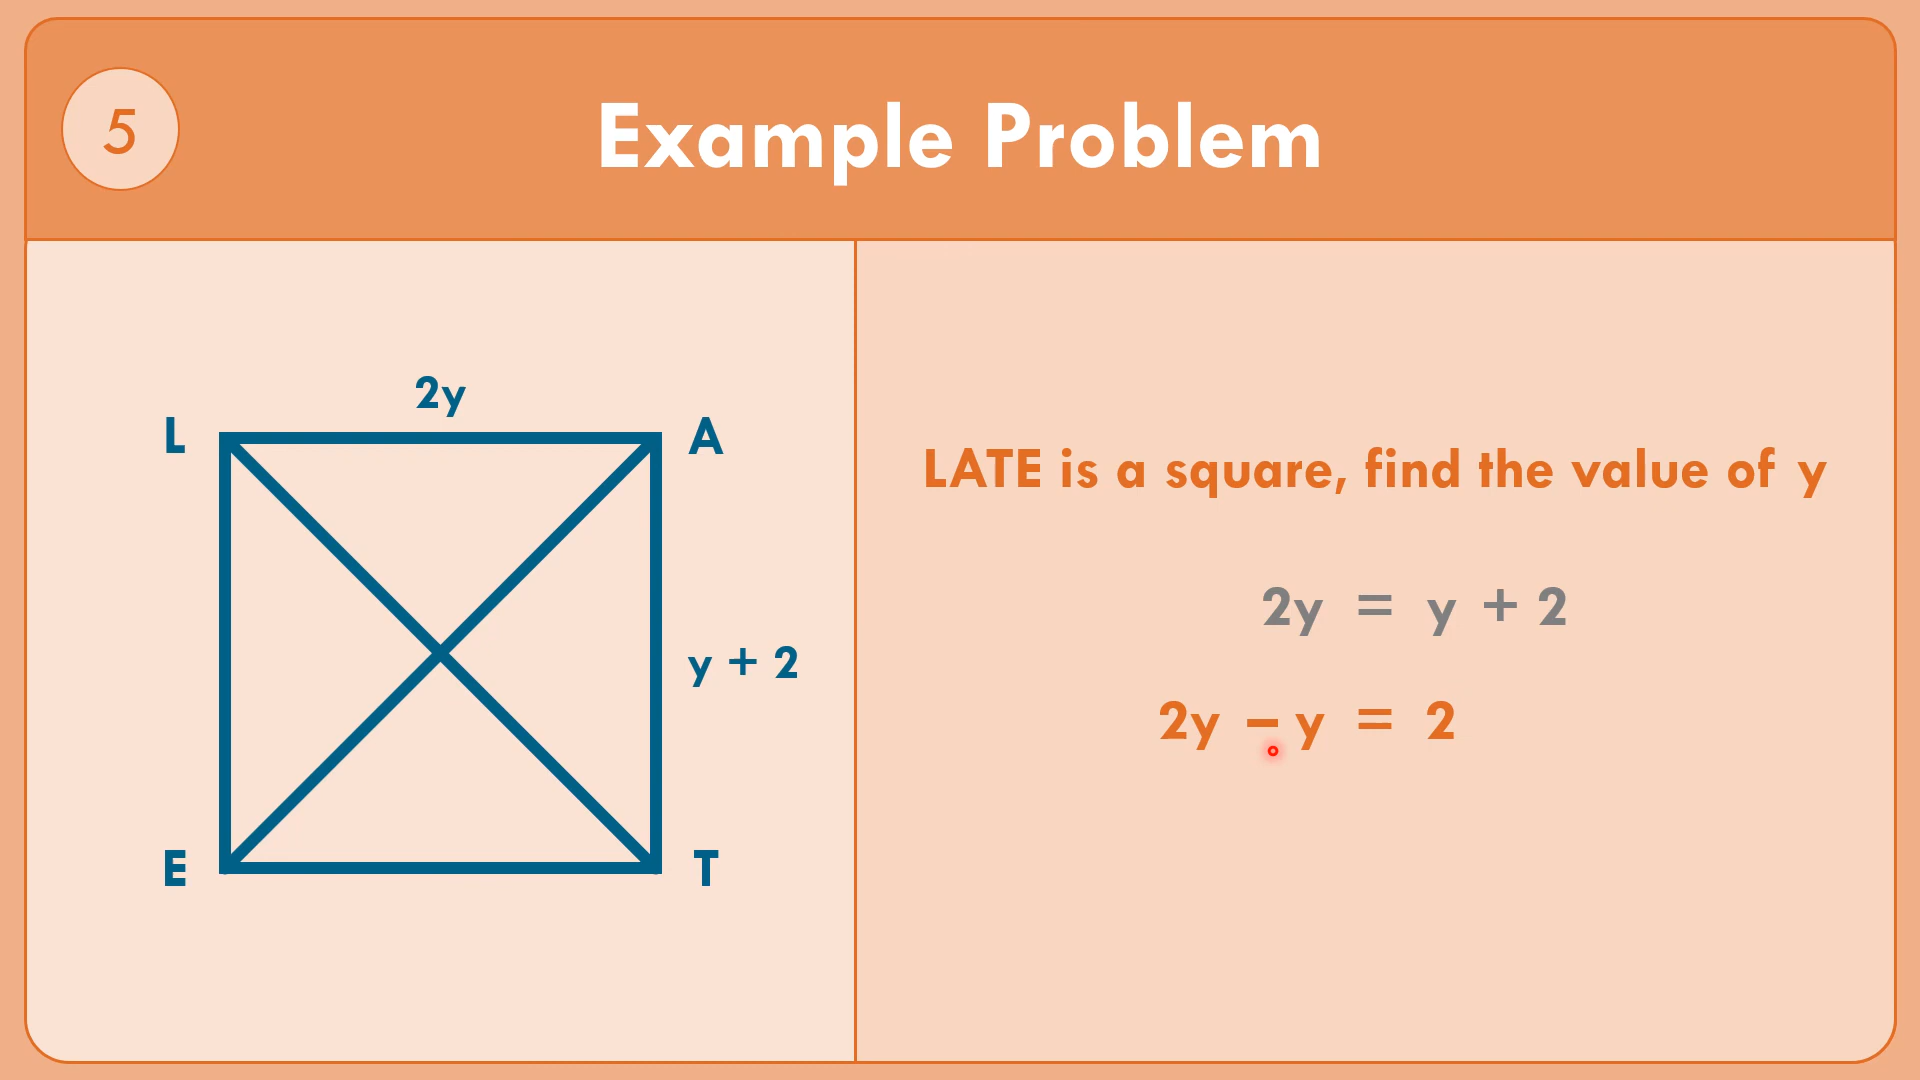 5
Example Problem
2y
L
A
y + 2
E
T
LATE is a square, find the value of y
2y = y + 2
2y – y = 2